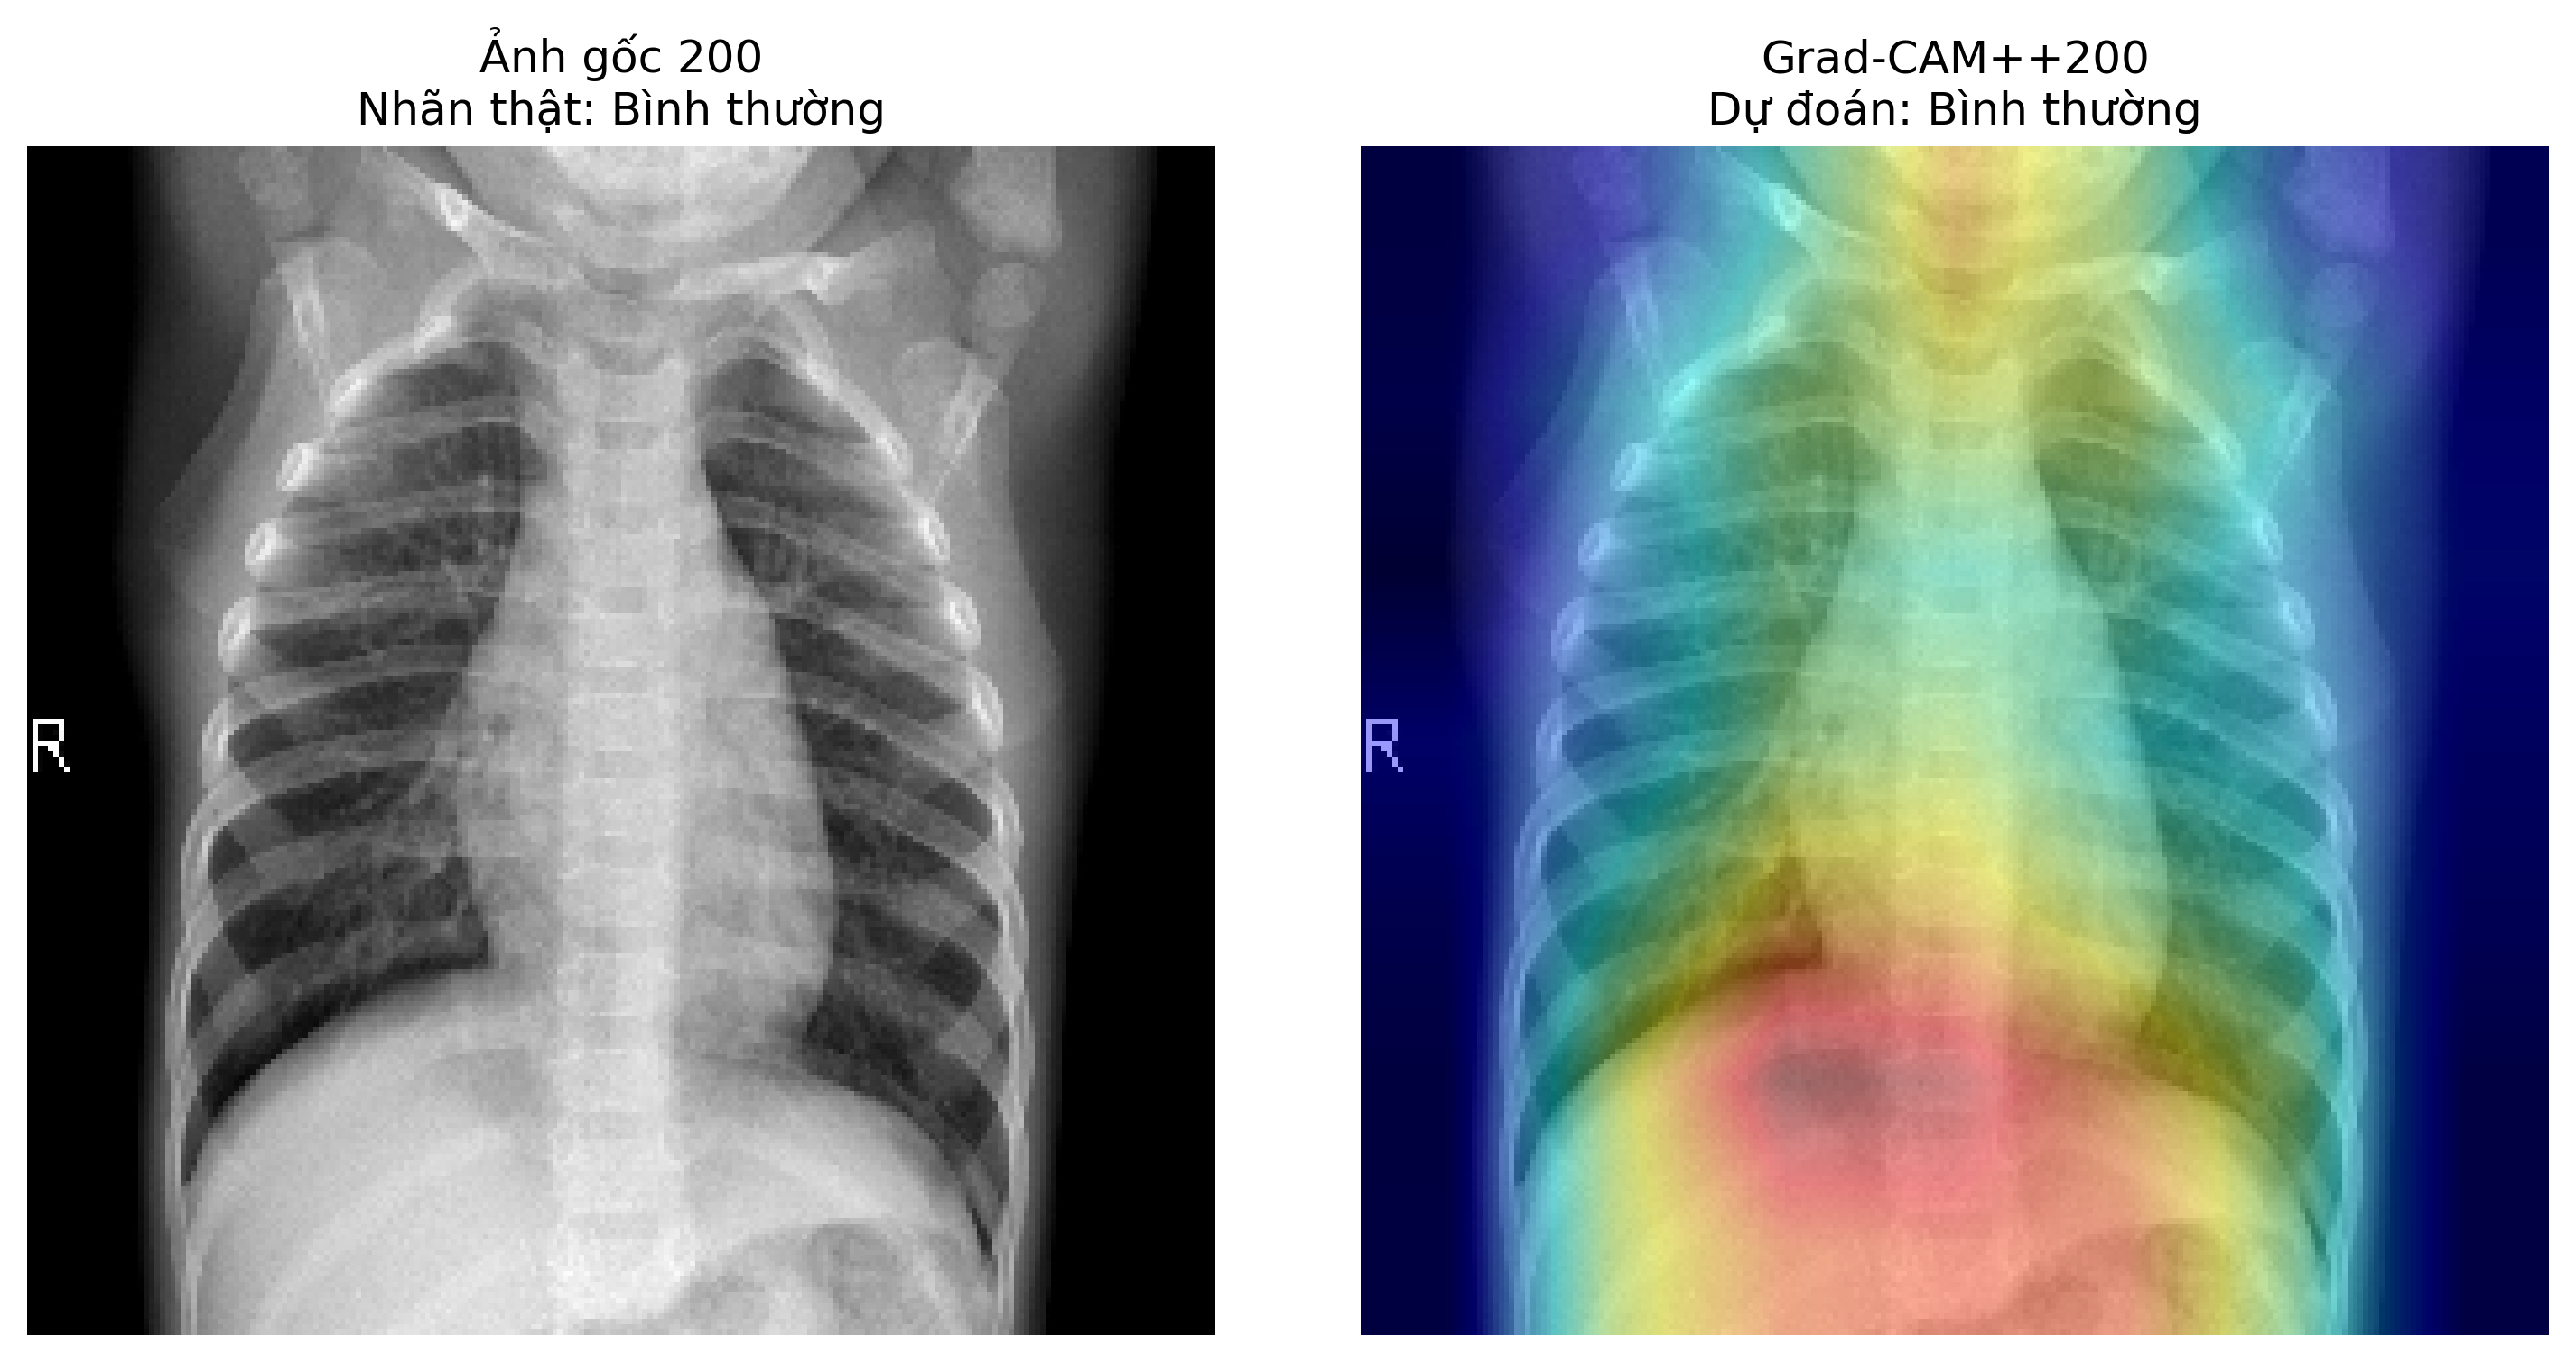 Ảnh gốc 200
Nhãn thật: Bình thường
Grad-CAM++200
Dự đoán: Bình thường
R
R